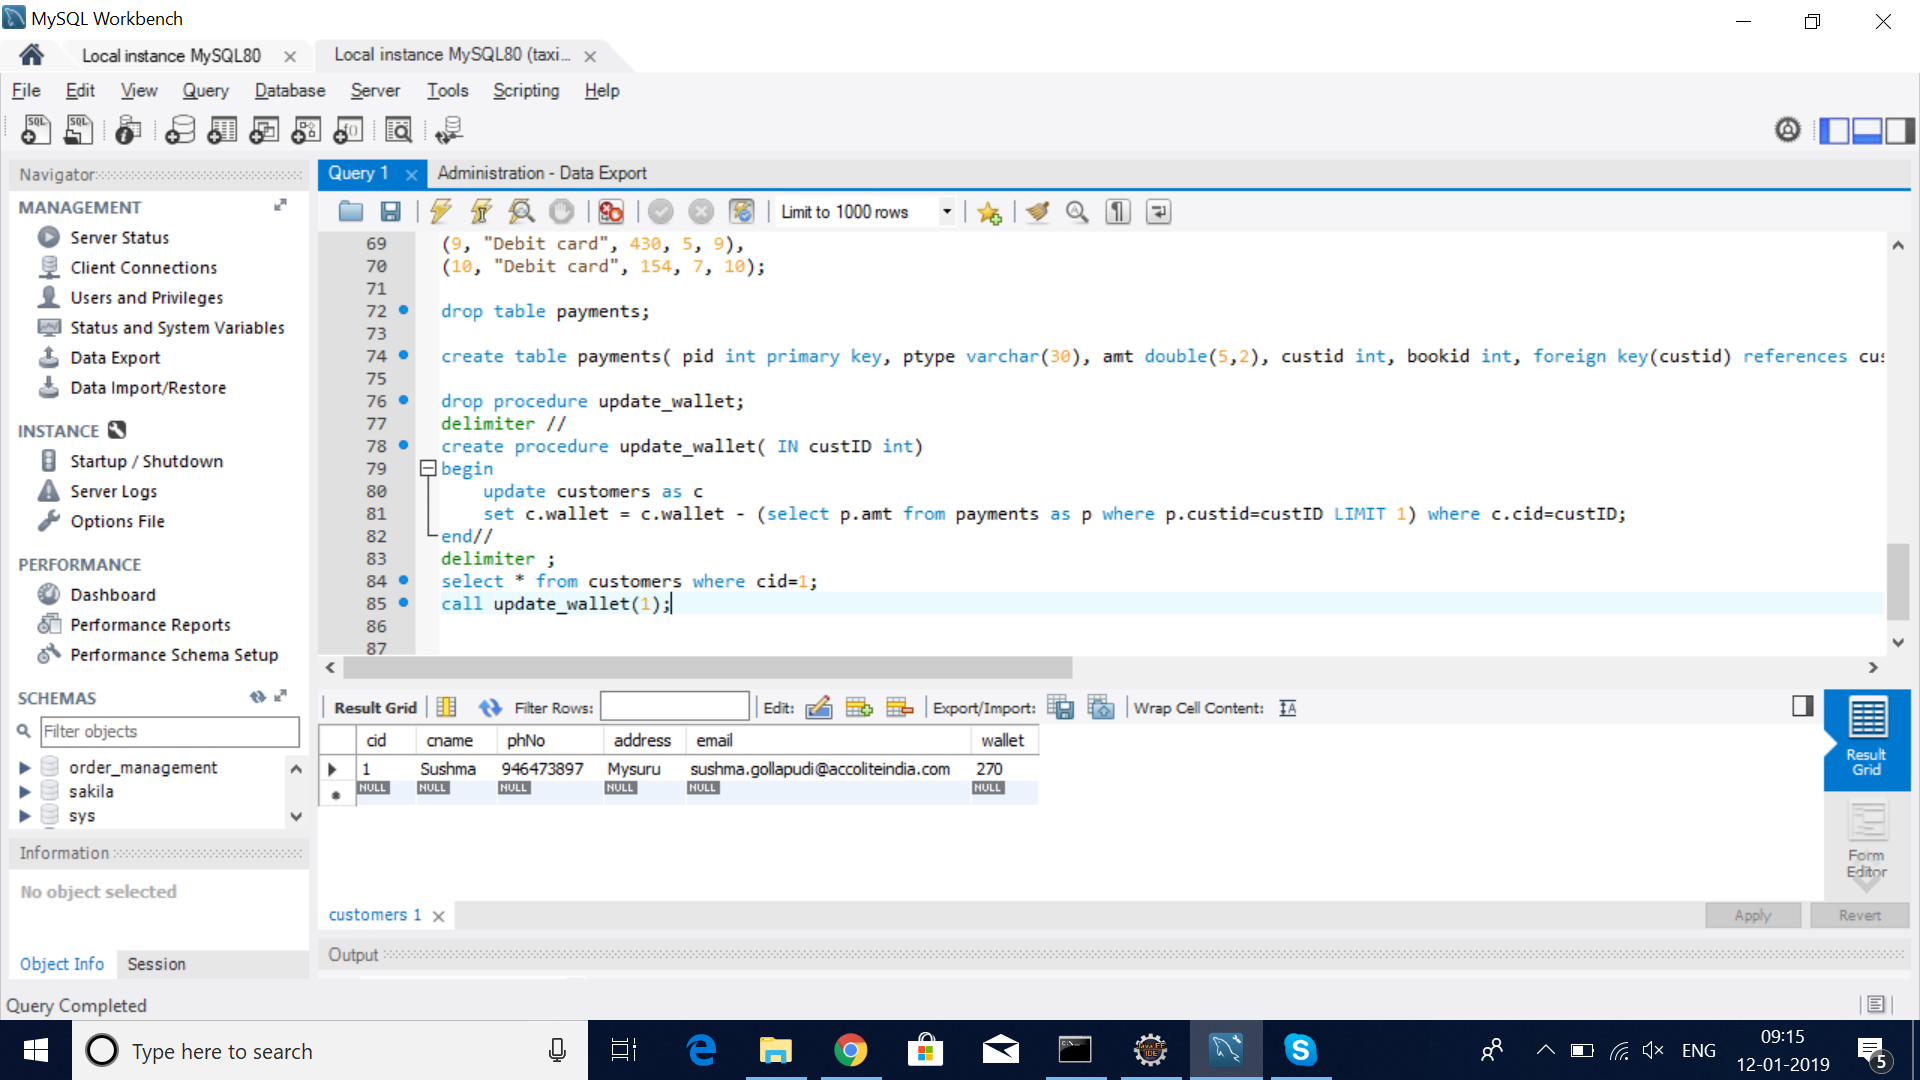 MySQL Workbench
Local instance MySQL80
Local instance MySQL80 (taxi...
File Edit View Query Database Server Tools Scripting Help
Navigator
MANAGEMENT
Server Status
Client Connections
Users and Privileges
Status and System Variables
Data Export
Data Import/Restore
INSTANCE
Startup / Shutdown
Server Logs
Options File
PERFORMANCE
Dashboard
Performance Reports
Performance Schema Setup
SCHEMAS
Filter objects
order_management
sakila
sys
Information
No object selected
Object Info Session
Query 1
Administration - Data Export
Limit to 1000 rows
69 (9, "Debit card", 430, 5, 9),
70 (10, "Debit card", 154, 7, 10);
71
72 drop table payments;
73
74 create table payments( pid int primary key, ptype varchar(30), amt double(5,2), custid int, bookid int, foreign key(custid) references cus
75
76 drop procedure update_wallet;
77 delimiter //
78 create procedure update_wallet( IN custID int)
79 begin
80 update customers as c
81 set c.wallet = c.wallet - (select p.amt from payments as p where p.custid=custID LIMIT 1) where c.cid=custID;
82 end//
83 delimiter ;
84 select * from customers where cid=1;
85 call update_wallet(1);
86
87
Result Grid Filter Rows: Edit: Export/Import: Wrap Cell Content:
cid cname phNo address email wallet
1 Sushma 946473897 Mysuru sushma.gollapudi@accoliteindia.com 270
NULL NULL NULL NULL NULL NULL
Result
Grid
Form
Editor
customers 1
Apply Revert
Output
Query Completed
Type here to search
ENG
09:15
12-01-2019
5